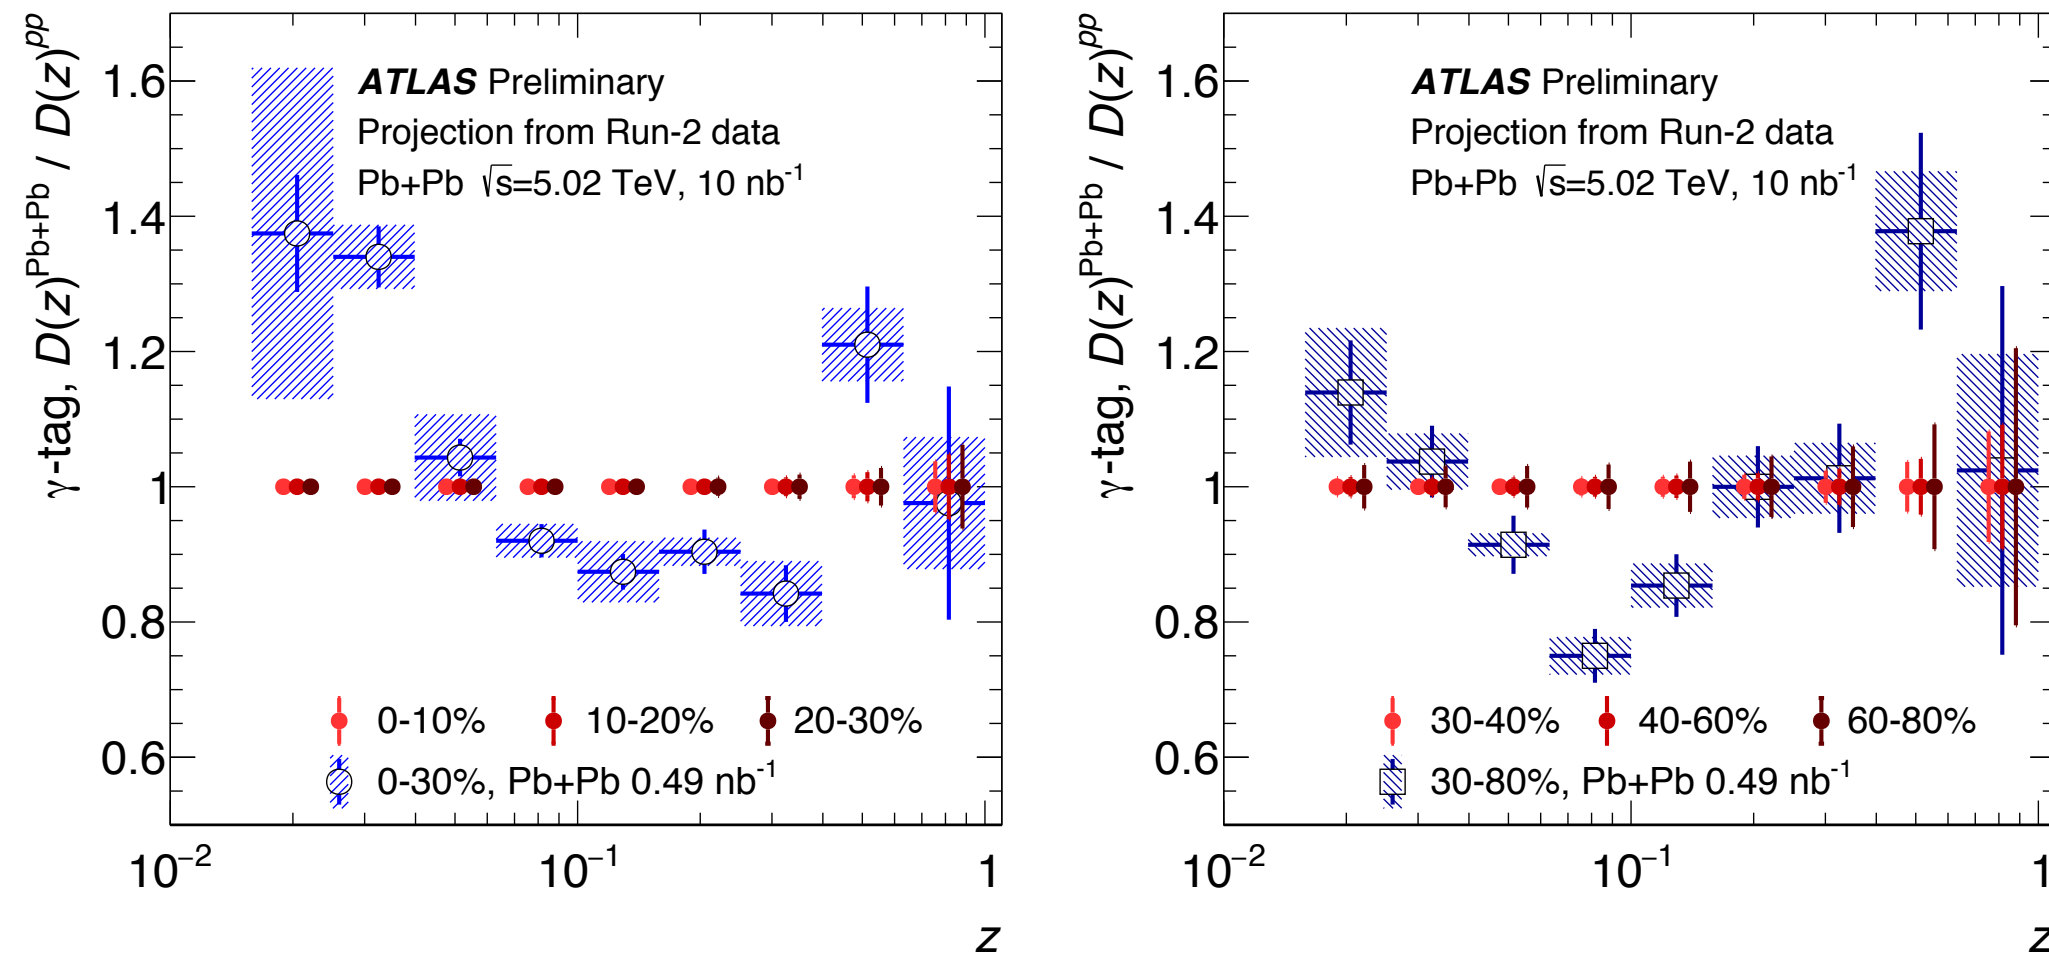 γ-tag, D(z)^Pb+Pb / D(z)^pp
1.6
1.4
1.2
1
0.8
0.6
ATLAS Preliminary
Projection from Run-2 data
Pb+Pb √s=5.02 TeV, 10 nb⁻¹
0-10%
10-20%
20-30%
0-30%, Pb+Pb 0.49 nb⁻¹
10⁻²
10⁻¹
1
z
γ-tag, D(z)^Pb+Pb / D(z)^pp
1.6
1.4
1.2
1
0.8
0.6
ATLAS Preliminary
Projection from Run-2 data
Pb+Pb √s=5.02 TeV, 10 nb⁻¹
30-40%
40-60%
60-80%
30-80%, Pb+Pb 0.49 nb⁻¹
10⁻²
10⁻¹
1
z